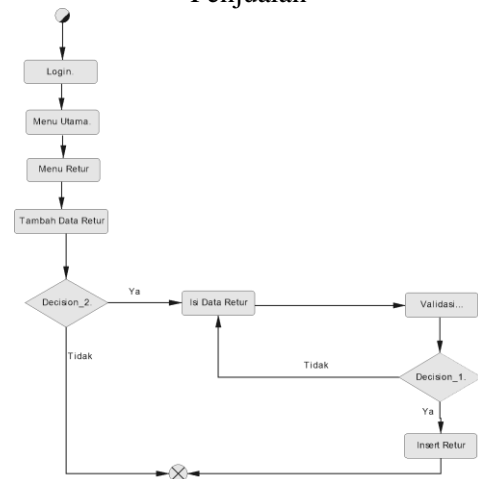 Penjualan
Login.
Menu Utama.
Menu Retur
Tambah Data Retur
Decision_2.
Ya
Isi Data Retur
Validasi...
Tidak
Tidak
Decision_1.
Ya
Insert Retur